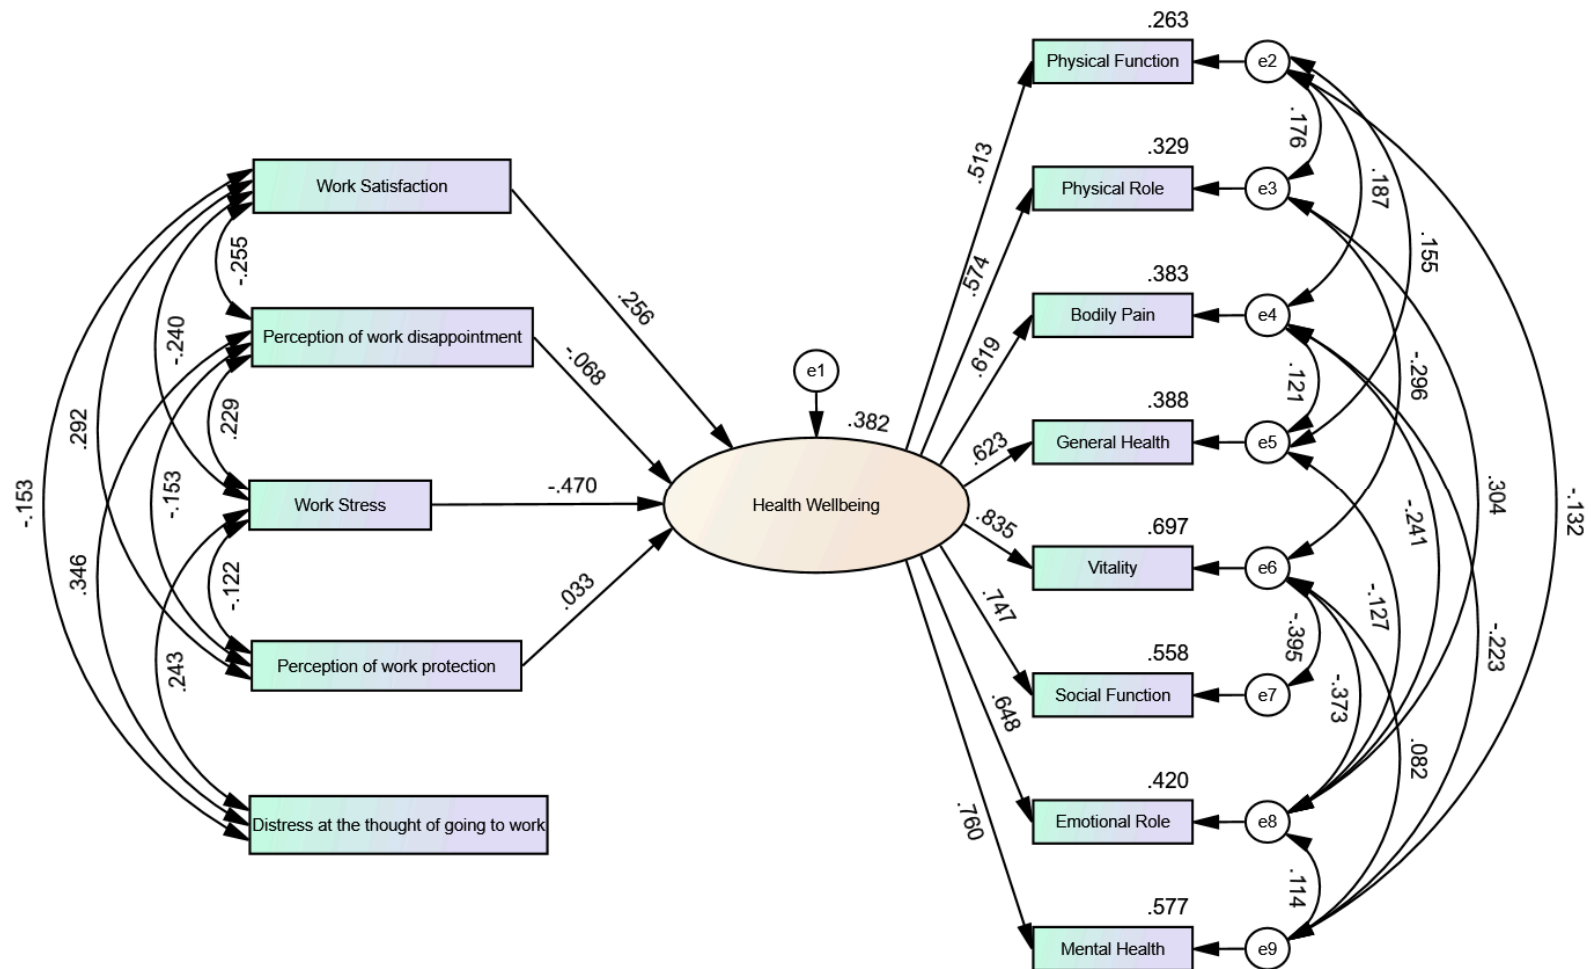 .263
Physical Function
e2
.513
.176
.329
Physical Role
e3
.187
Work Satisfaction
.574
.155
-.255
.256
.383
Bodily Pain
e4
-.240
Perception of work disappointment
-.068
.619
.121
-.296
e1
.382
.388
General Health
e5
.292
.229
.623
-.153
-.153
Work Stress
-.470
Health Wellbeing
.835
.304
-.241
-.132
.697
Vitality
e6
.346
-.122
.033
.747
-.395
-.127
-.223
.243
Perception of work protection
.558
Social Function
e7
.648
-.373
.082
.420
Distress at the thought of going to work
.760
Emotional Role
e8
.114
.577
Mental Health
e9